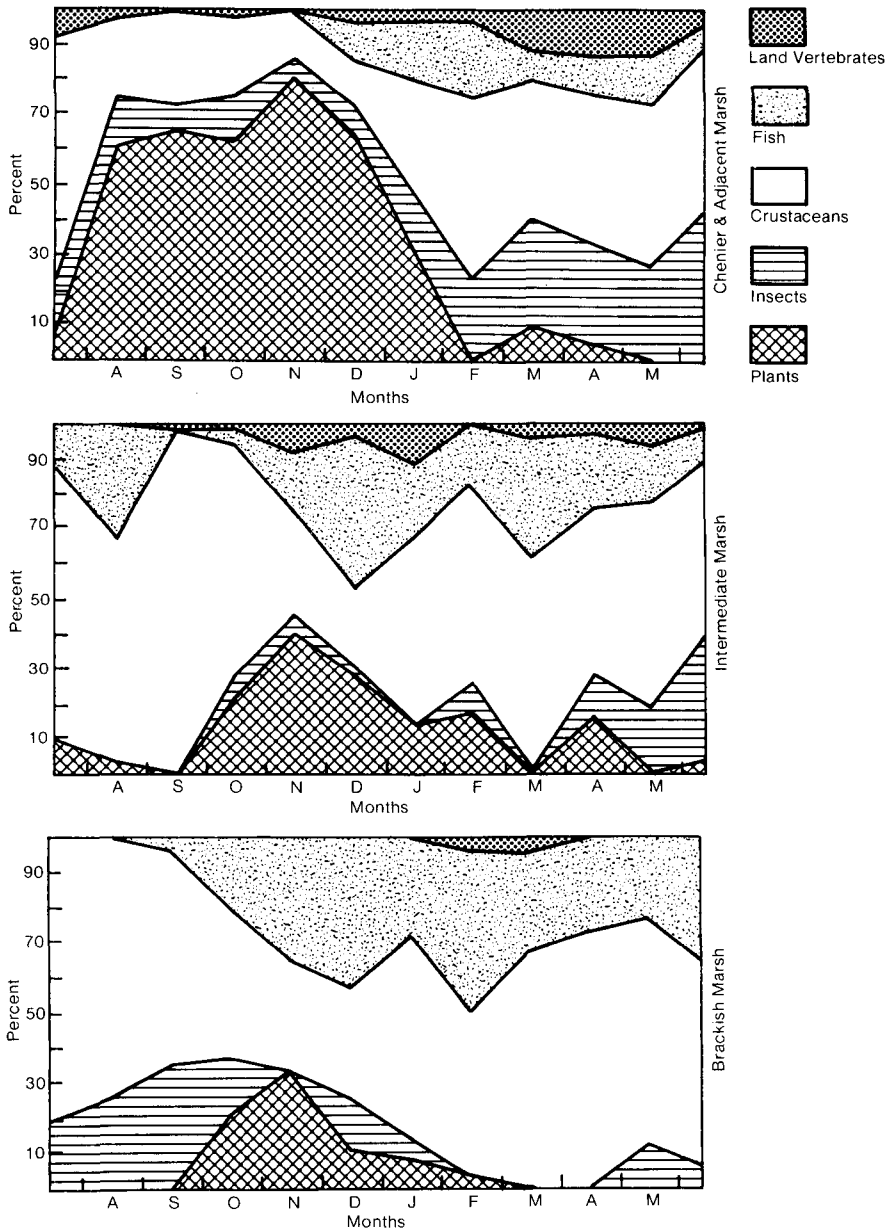 90
70
50
30
10
Percent
A S O N D J F M A M
Months
Chenier & Adjacent Marsh
Land Vertebrates
Fish
Crustaceans
Insects
Plants
90
70
50
30
10
Percent
A S O N D J F M A M
Months
Intermediate Marsh
90
70
50
30
10
Percent
A S O N D J F M A M
Months
Brackish Marsh